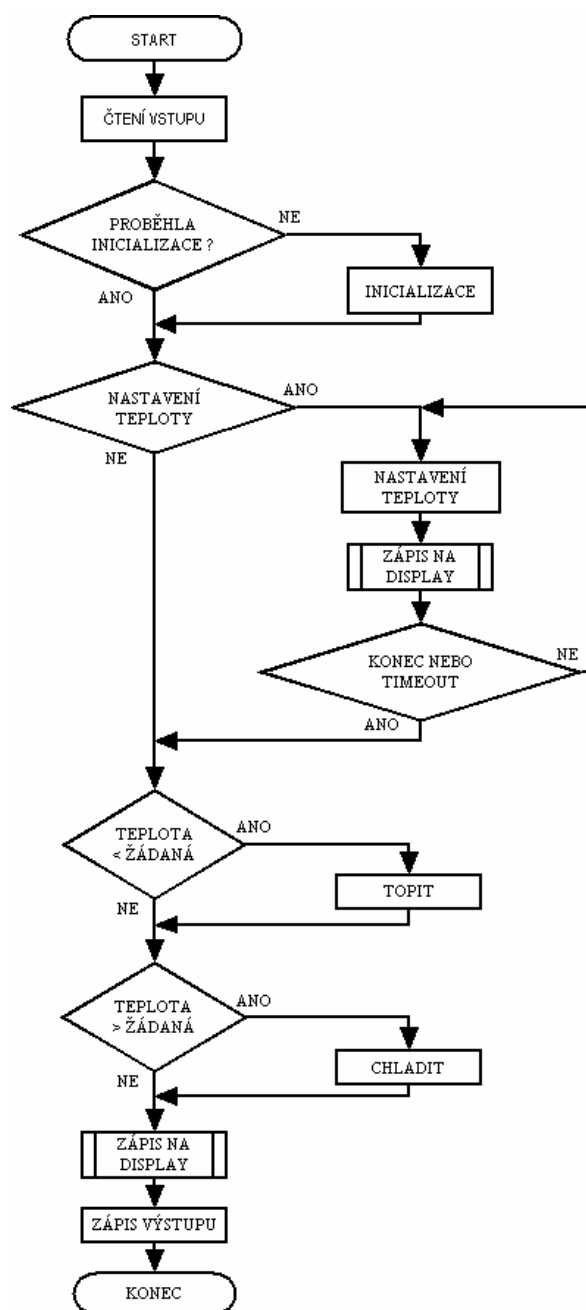 START
ČTENÍ VSTUPU
PROBĚHLA
INICIALIZACE ?
NE
ANO
INICIALIZACE
NASTAVENÍ
TEPLOTY
ANO
NE
NASTAVENÍ
TEPLOTY
ZÁPIS NA
DISPLAY
KONEC NEBO
TIMEOUT
NE
ANO
TEPLOTA
< ŽÁDANÁ
ANO
NE
TOPIT
TEPLOTA
> ŽÁDANÁ
ANO
NE
CHLADIT
ZÁPIS NA
DISPLAY
ZÁPIS VÝSTUPU
KONEC